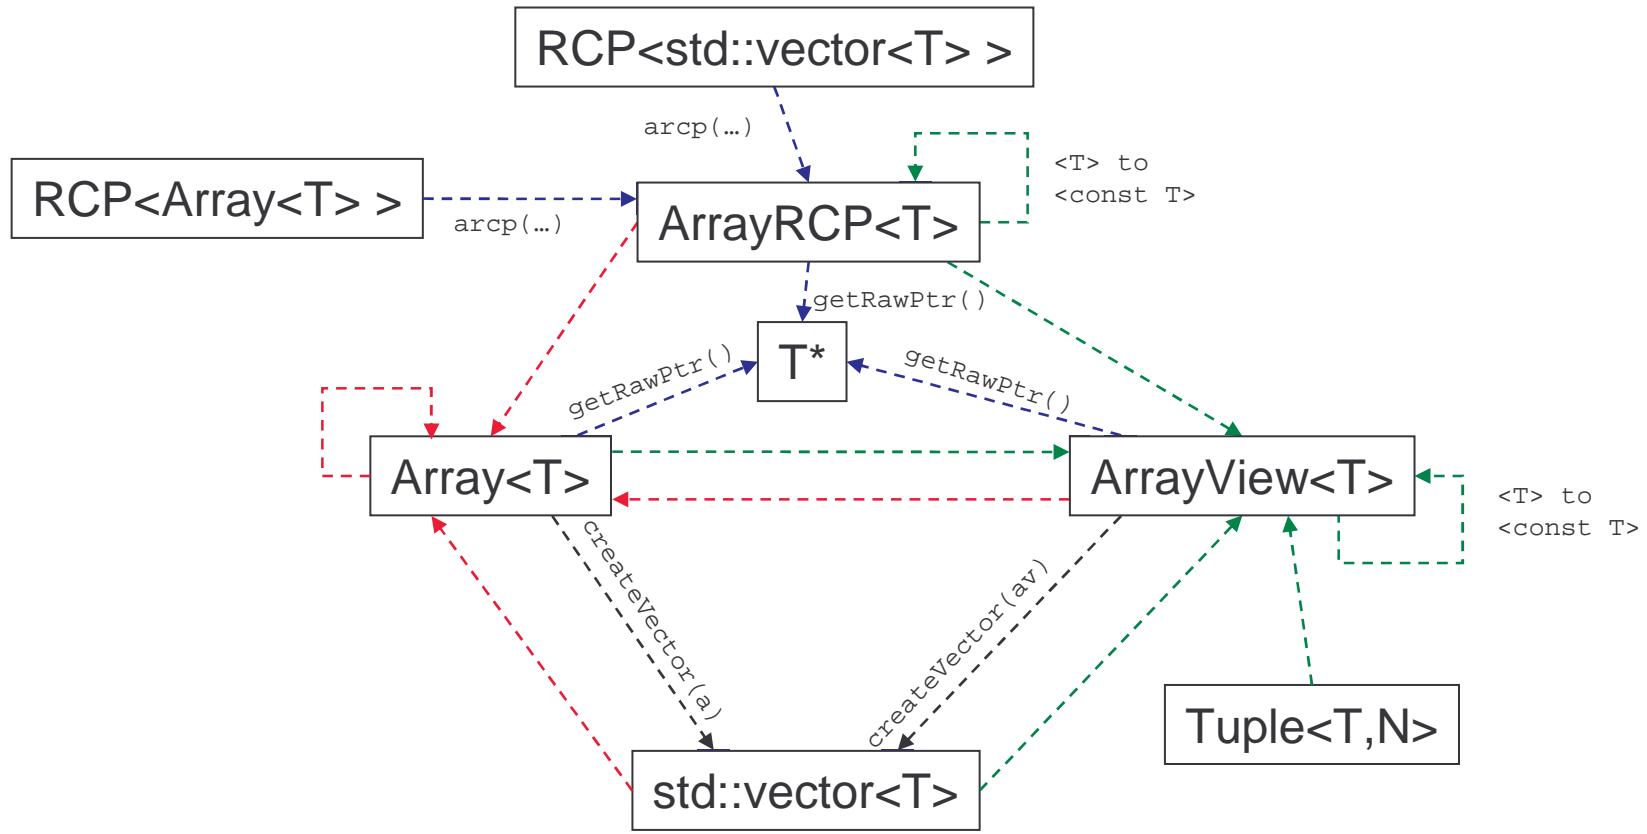 RCP<std::vector<T> >
arcp(…)
<T> to
<const T>
RCP<Array<T> >
arcp(…)
ArrayRCP<T>
getRawPtr()
T*
getRawPtr()
getRawPtr()
Array<T>
ArrayView<T>
<T> to
<const T>
createVector(a)
createVector(av)
Tuple<T,N>
std::vector<T>